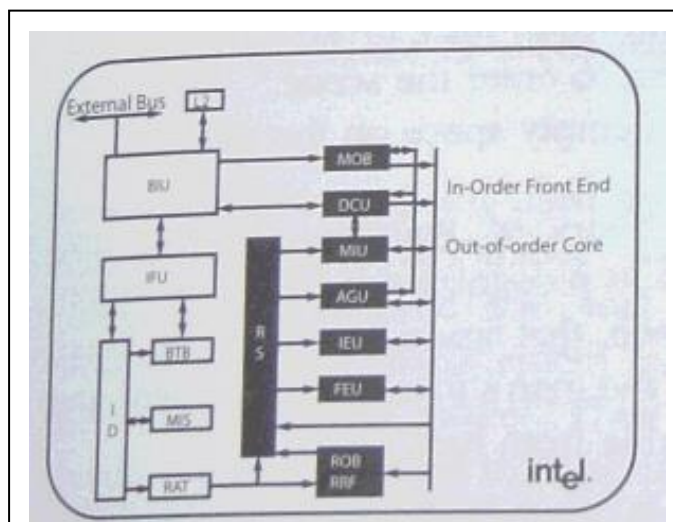 External Bus
L2
BIU
MOB
In-Order Front End
DCU
MIU
Out-of-order Core
IFU
AGU
R
S
IEU
BTB
FEU
I
D
MIS
ROB
RRF
RAT
intel.